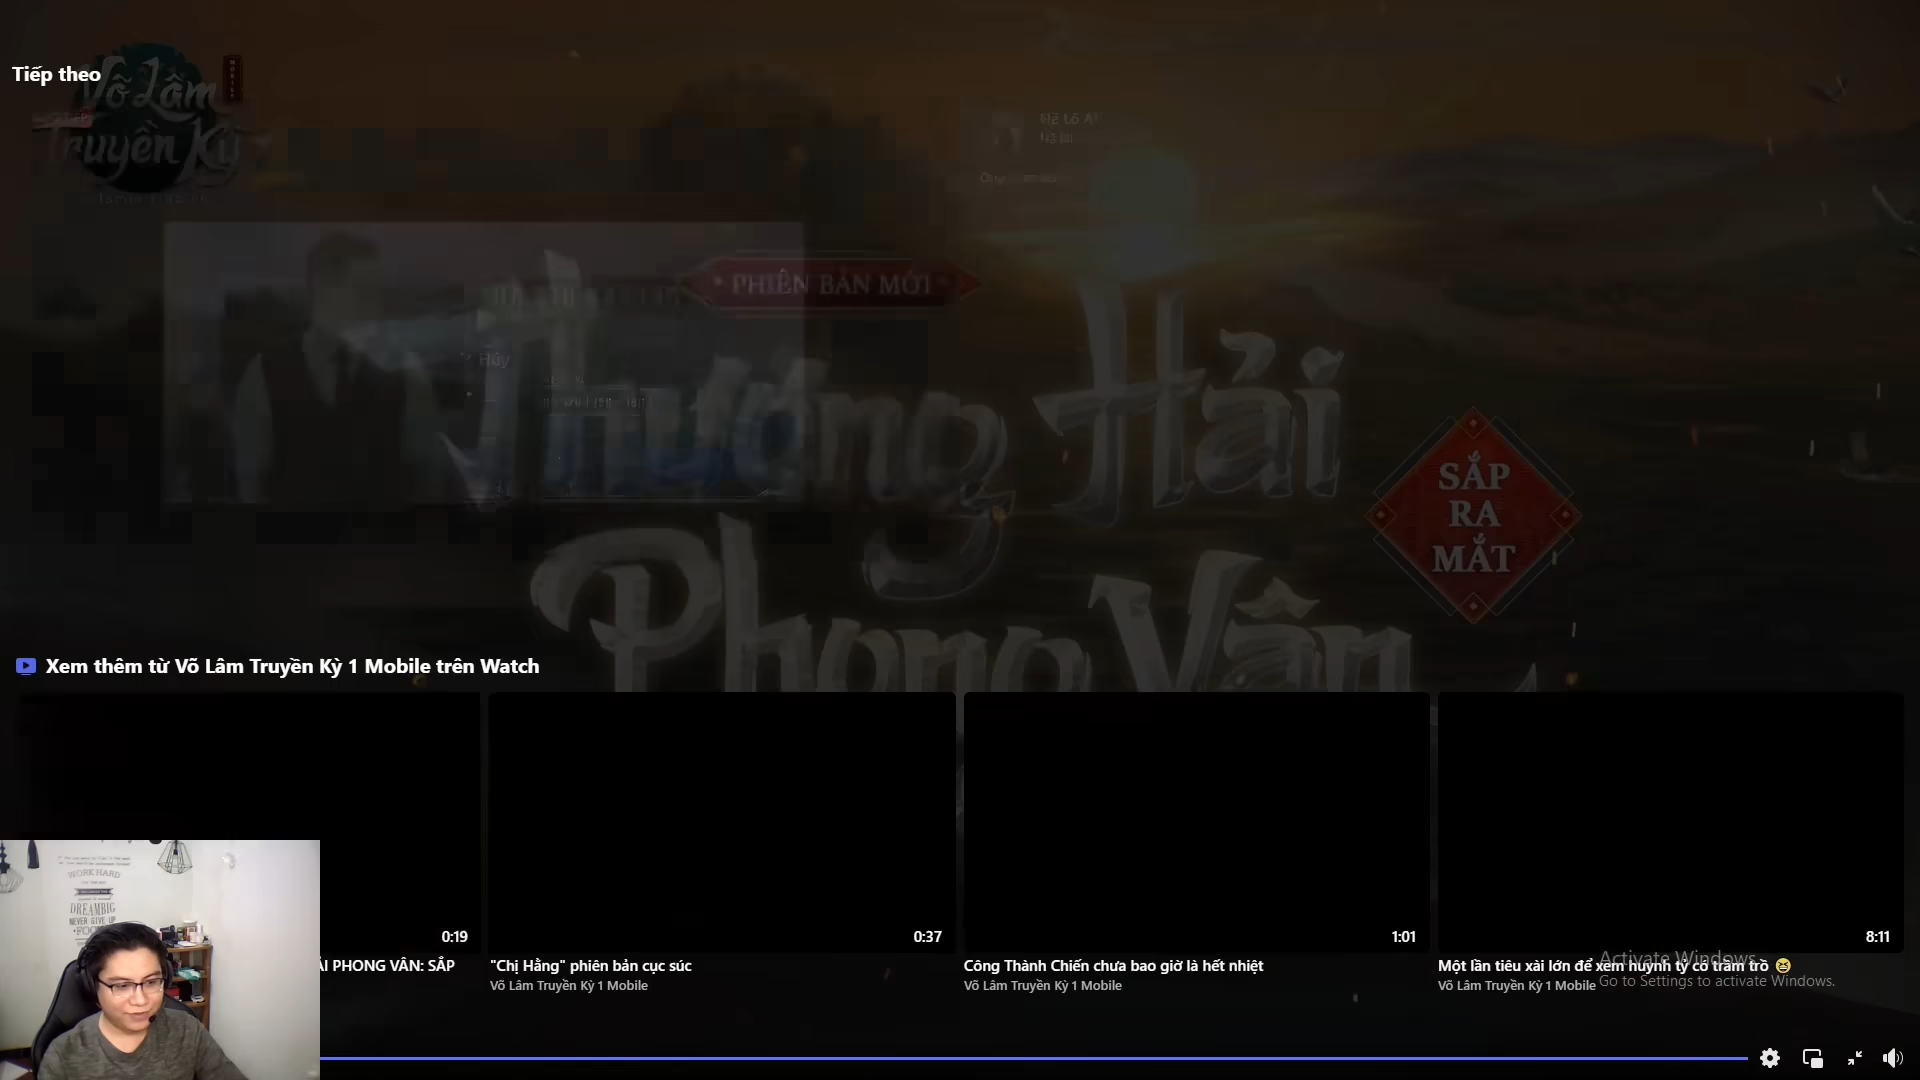 Tiếp theo
Võ Lâm
Truyền Kỳ
PHIÊN BẢN MỚI
Hủy
Thương Hải
Phong Vân
SẮP
RA
MẮT
Xem thêm từ Võ Lâm Truyền Kỳ 1 Mobile trên Watch
0:19
0:37
1:01
8:11
ẢI PHONG VÂN: SẮP
"Chị Hằng" phiên bản cục súc
Võ Lâm Truyền Kỳ 1 Mobile
Công Thành Chiến chưa bao giờ là hết nhiệt
Võ Lâm Truyền Kỳ 1 Mobile
Một lần tiêu xài lớn để xem huynh tỷ có trầm trồ 😆
Võ Lâm Truyền Kỳ 1 Mobile
Activate Windows
Go to Settings to activate Windows.
WORK HARD
DREAMBIG
NEVER GIVE UP